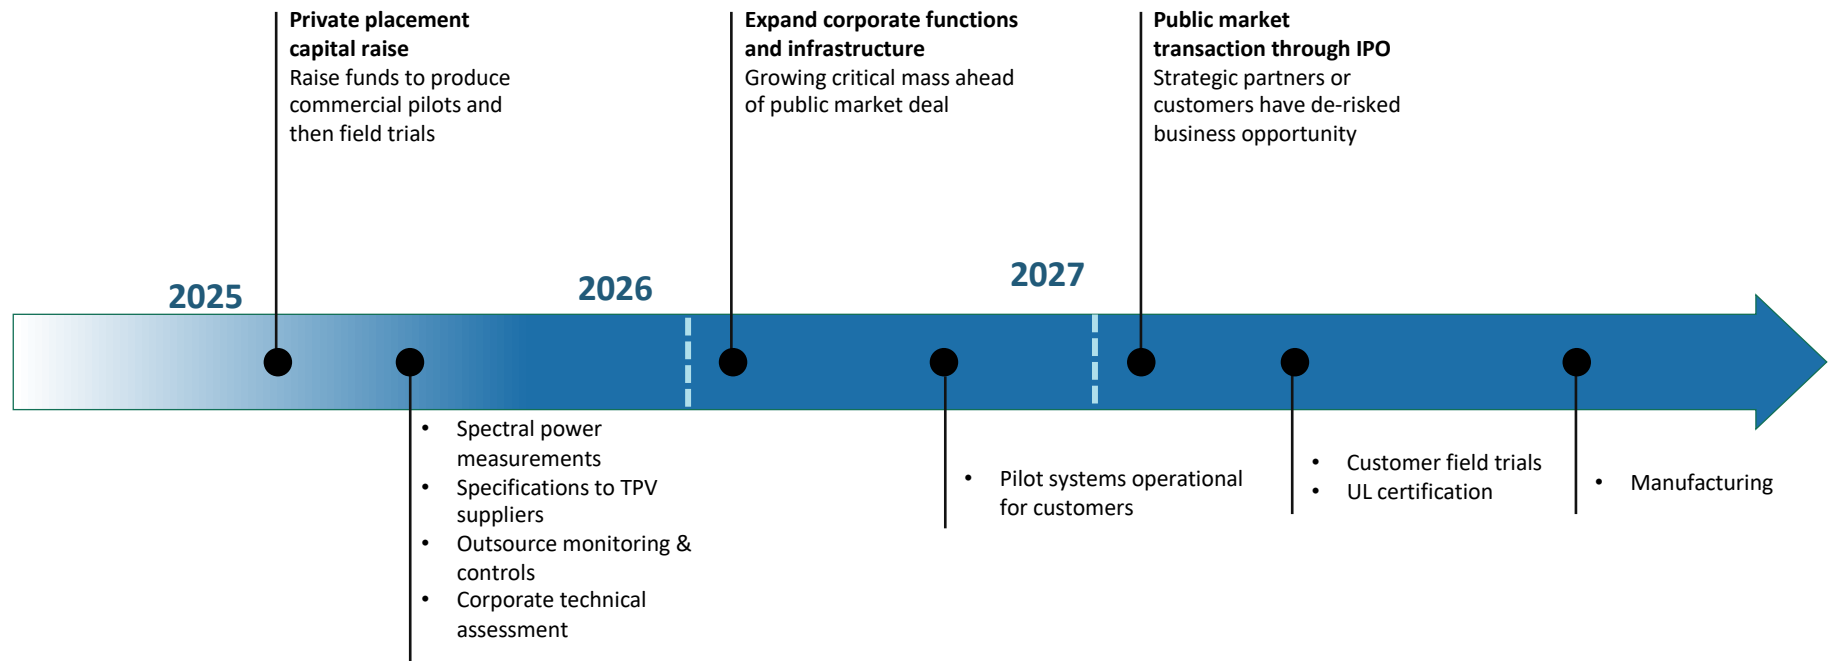 Private placement
capital raise
Raise funds to produce
commercial pilots and
then field trials
Expand corporate functions
and infrastructure
Growing critical mass ahead
of public market deal
Public market
transaction through IPO
Strategic partners or
customers have de-risked
business opportunity
2025
2026
2027
• Spectral power
measurements
• Specifications to TPV
suppliers
• Outsource monitoring &
controls
• Corporate technical
assessment
• Pilot systems operational
for customers
• Customer field trials
• UL certification
• Manufacturing